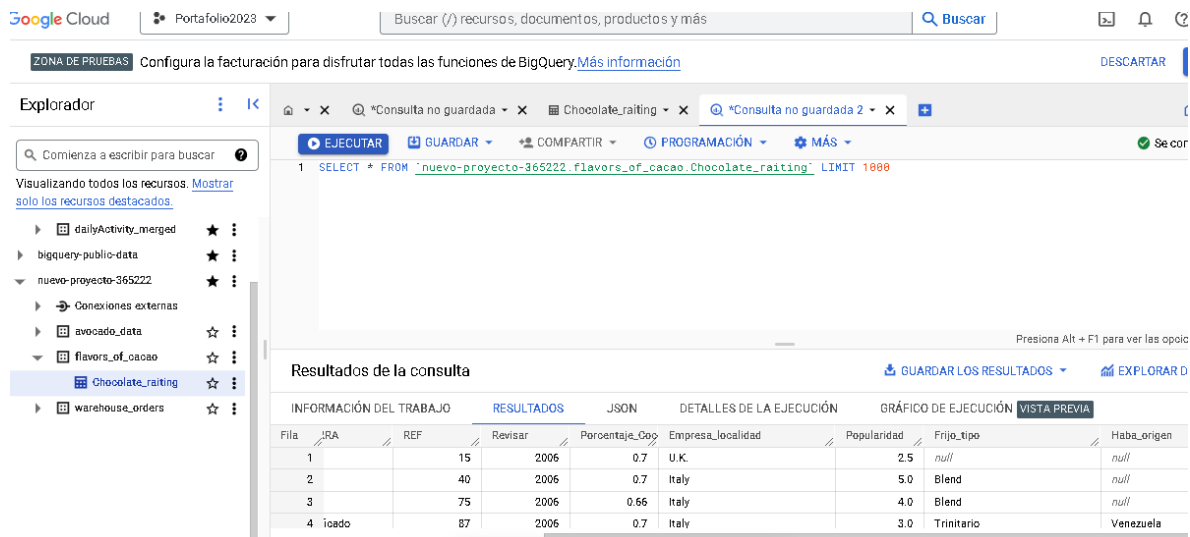 Google Cloud Portafolio2023 Buscar (/) recursos, documentos, productos y más Buscar
ZONA DE PRUEBAS Configura la facturación para disfrutar todas las funciones de BigQuery. Más información DESCARTAR
Explorador
*Consulta no guardada Chocolate_raiting *Consulta no guardada 2
EJECUTAR GUARDAR COMPARTIR PROGRAMACIÓN MÁS Se con
Comienza a escribir para buscar
Visualizando todos los recursos. Mostrar
solo los recursos destacados.
dailyActivity_merged
bigquery-public-data
nuevo-proyecto-365222
Conexiones externas
avocado_data
flavors_of_cacao
Chocolate_raiting
warehouse_orders
1 SELECT * FROM `nuevo-proyecto-365222.flavors_of_cacao.Chocolate_raiting` LIMIT 1000
Presiona Alt + F1 para ver las opcio
Resultados de la consulta GUARDAR LOS RESULTADOS EXPLORAR D
INFORMACIÓN DEL TRABAJO RESULTADOS JSON DETALLES DE LA EJECUCIÓN GRÁFICO DE EJECUCIÓN VISTA PREVIA
Fila RA REF Revisar Porcentaje_Coc Empresa_localidad Popularidad Frijo_tipo Haba_origen
1 15 2006 0.7 U.K. 2.5 null null
2 40 2006 0.7 Italy 5.0 Blend null
3 75 2006 0.66 Italy 4.0 Blend null
4 icado 87 2006 0.7 Italy 3.0 Trinitario Venezuela